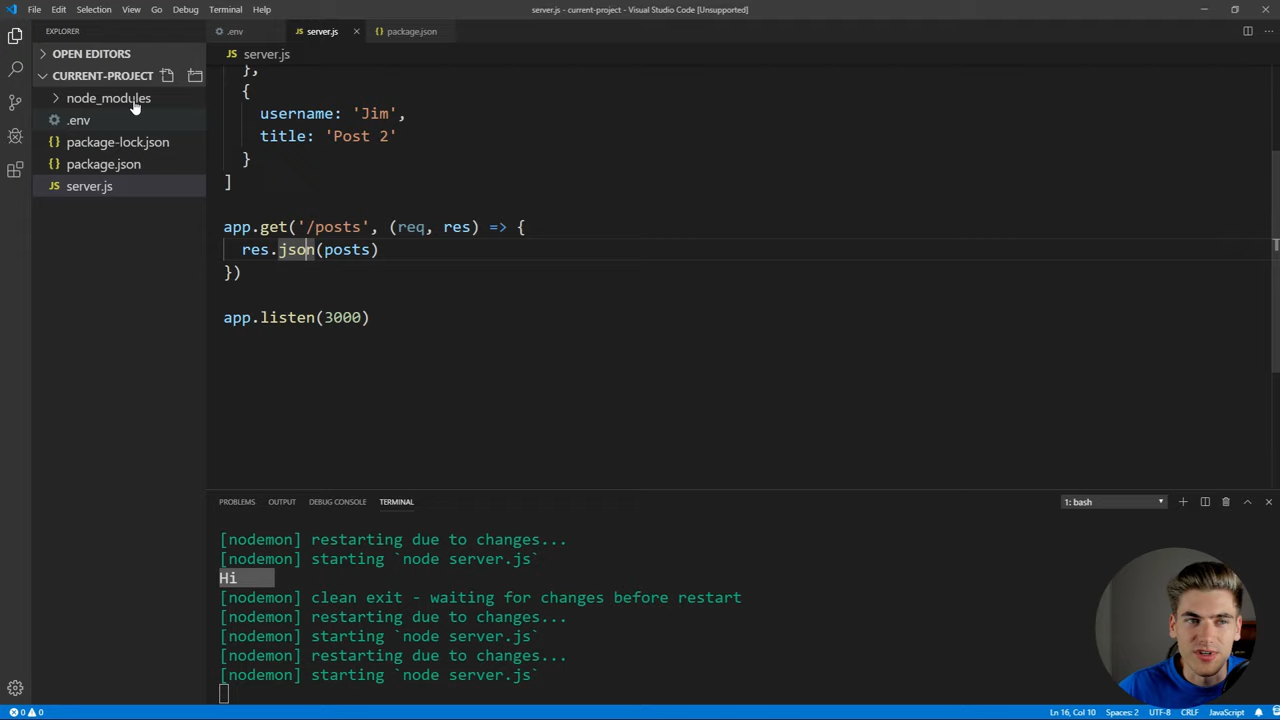 File Edit Selection View Go Debug Terminal Help
server.js - current-project - Visual Studio Code [Unsupported]
EXPLORER
.env
JS server.js
package.json
OPEN EDITORS
CURRENT-PROJECT
node_modules
.env
{} package-lock.json
{} package.json
JS server.js
JS server.js
},
{
username: 'Jim',
title: 'Post 2'
}
]
app.get('/posts', (req, res) => {
res.json(posts)
})
app.listen(3000)
PROBLEMS OUTPUT DEBUG CONSOLE TERMINAL
1: bash
[nodemon] restarting due to changes...
[nodemon] starting `node server.js`
Hi
[nodemon] clean exit - waiting for changes before restart
[nodemon] restarting due to changes...
[nodemon] starting `node server.js`
[nodemon] restarting due to changes...
[nodemon] starting `node server.js`
0 0
Ln 16, Col 10 Spaces: 2 UTF-8 CRLF JavaScript